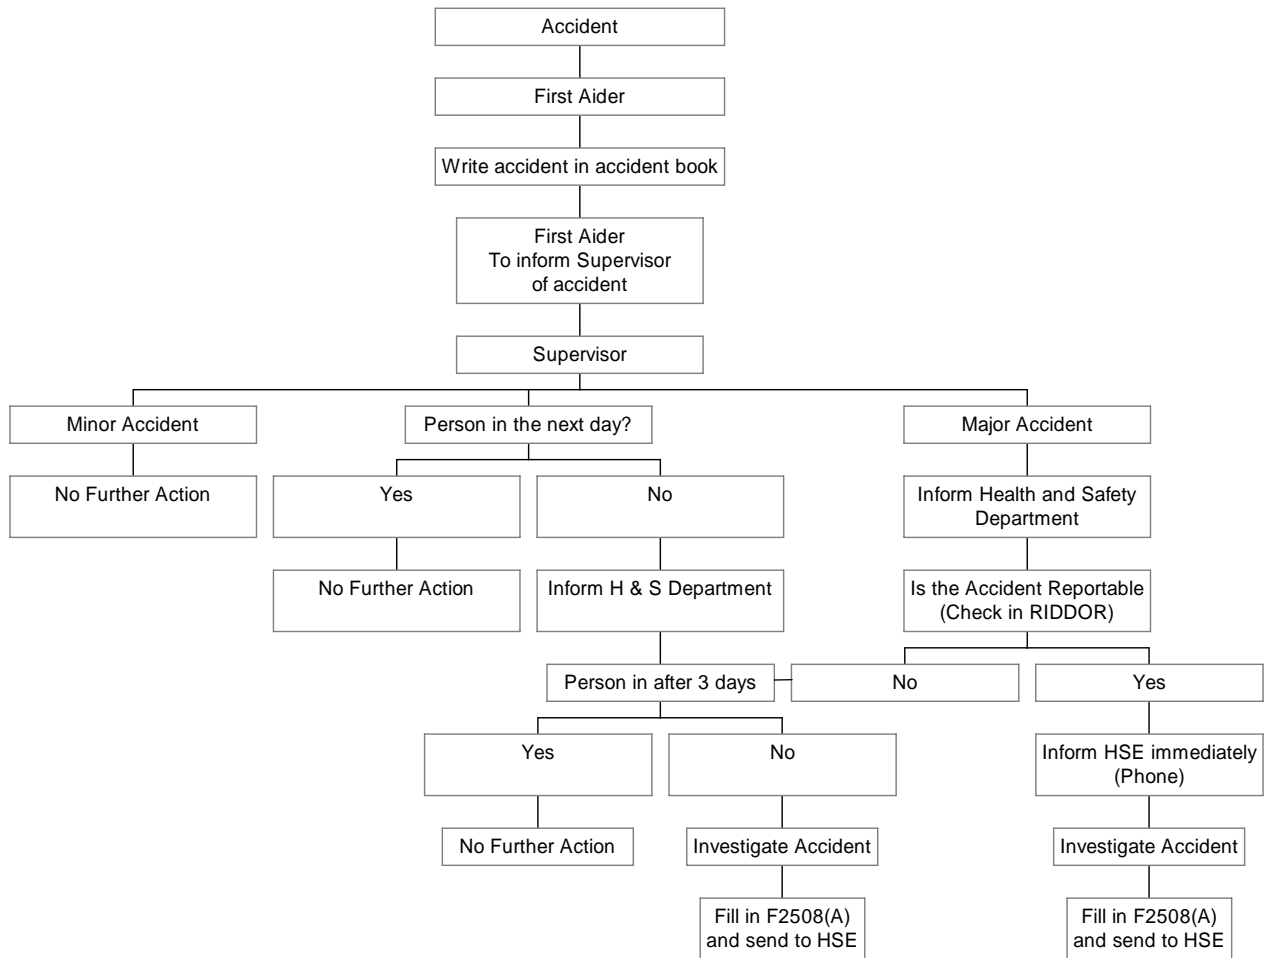 Accident
First Aider
Write accident in accident book
First Aider
To inform Supervisor
of accident
Supervisor
Minor Accident
Person in the next day?
Major Accident
No Further Action
Yes
No
Inform Health and Safety
Department
No Further Action
Inform H & S Department
Is the Accident Reportable
(Check in RIDDOR)
Person in after 3 days
No
Yes
Yes
No
Inform HSE immediately
(Phone)
No Further Action
Investigate Accident
Investigate Accident
Fill in F2508(A)
and send to HSE
Fill in F2508(A)
and send to HSE